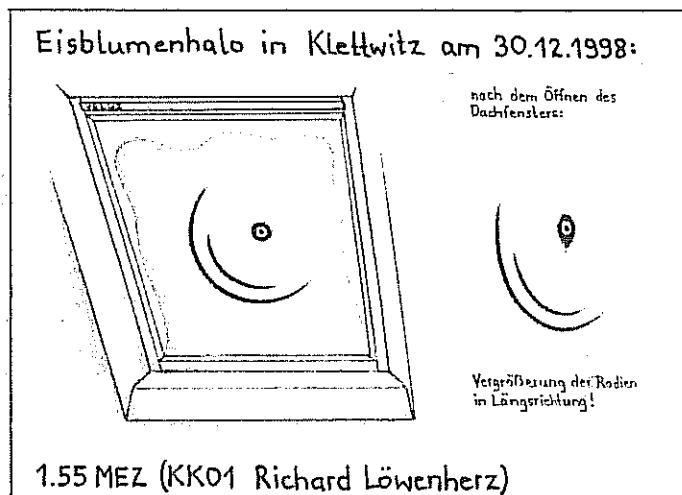 Eisblumenhalo in Klettwitz am 30.12.1998:
nach dem Öffnen des
Dachfensters:
VELUX
Vergrößerung der Radien
in Längsrichtung!
1.55 MEZ (KK01 Richard Löwenherz)